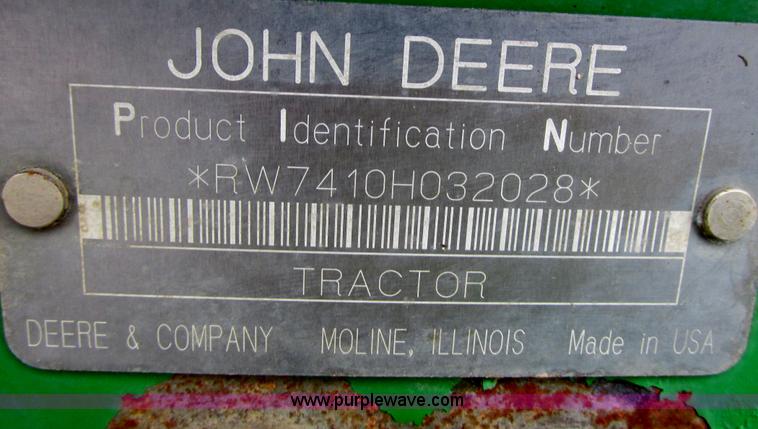 JOHN DEERE
Product Identification Number
*RW7410H032028*
TRACTOR
DEERE & COMPANY MOLINE, ILLINOIS Made in USA
www.purplewave.com